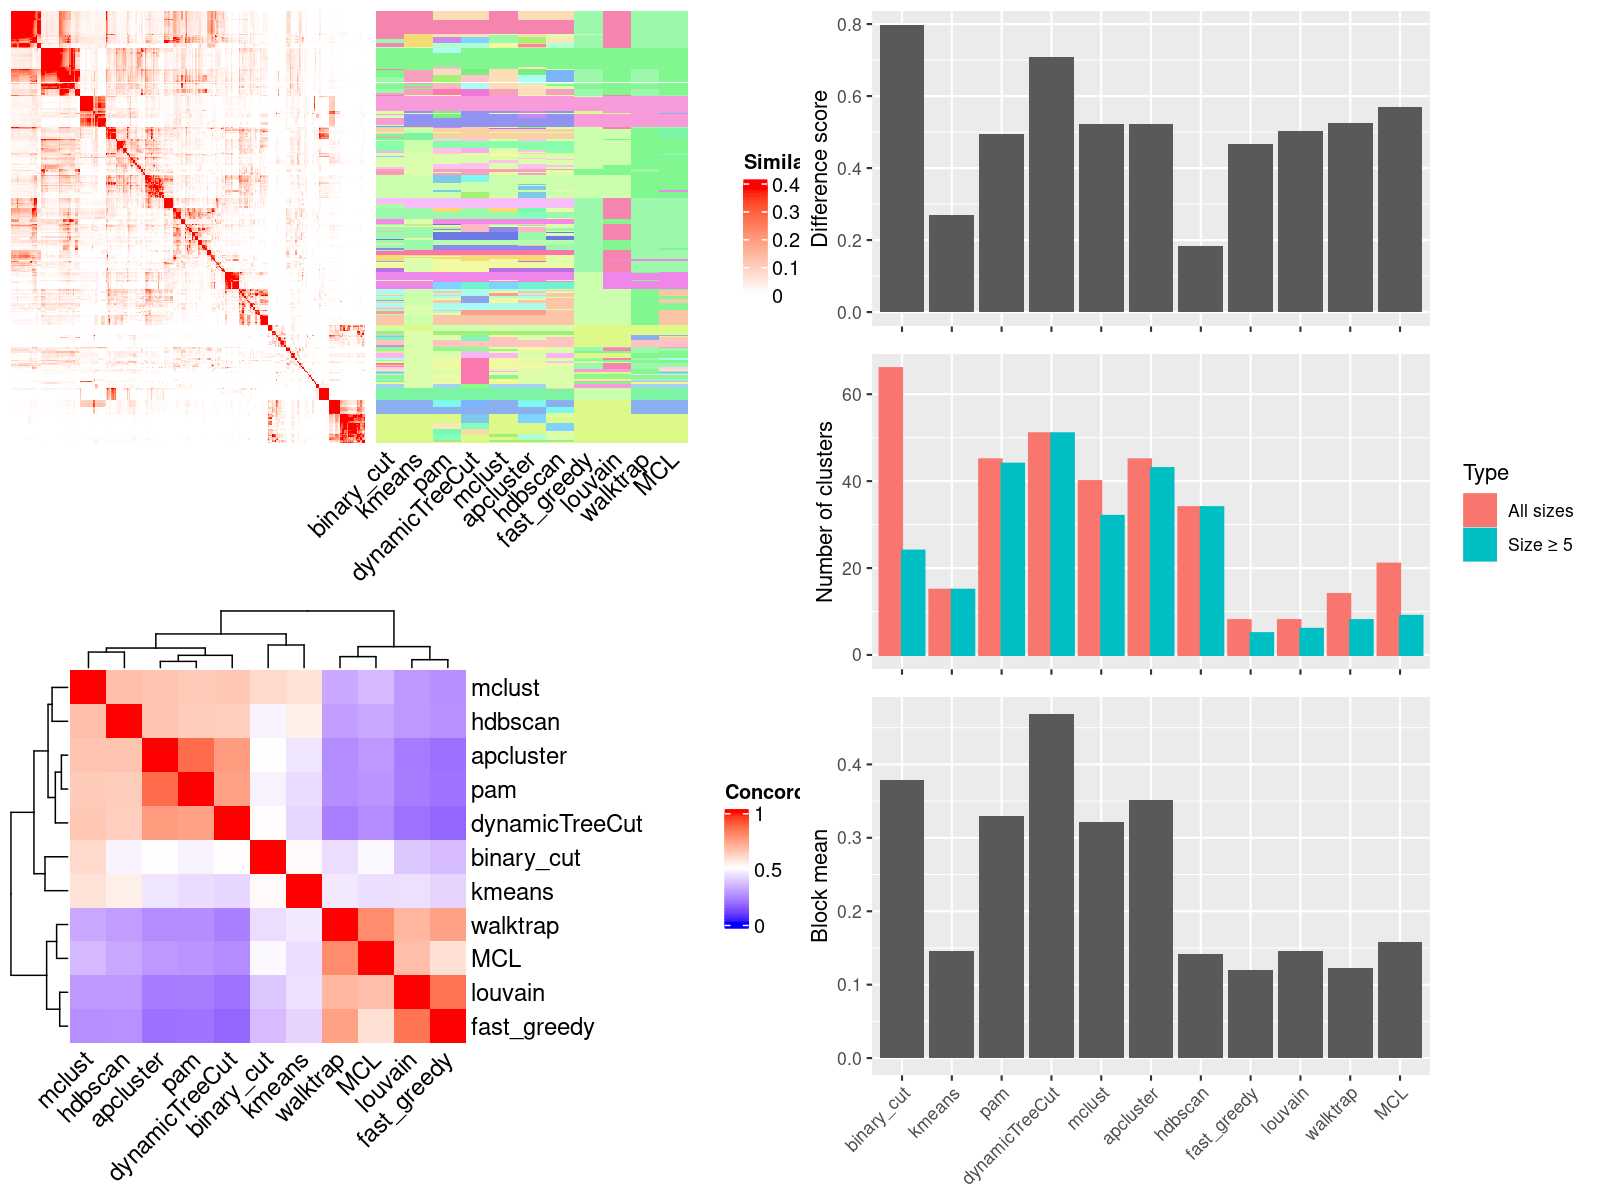 Simila
0.4
0.3
0.2
0.1
0
binary_cut
kmeans
pam
dynamicTreeCut
mclust
apcluster
hdbscan
fast_greedy
louvain
walktrap
MCL
mclust
hdbscan
apcluster
pam
dynamicTreeCut
binary_cut
kmeans
walktrap
MCL
louvain
fast_greedy
mclust
hdbscan
apcluster
pam
dynamicTreeCut
binary_cut
kmeans
walktrap
MCL
louvain
fast_greedy
Concord
1
0.5
0
Difference score
0.8
0.6
0.4
0.2
0.0
Number of clusters
60
40
20
0
Type
All sizes
Size ≥ 5
Block mean
0.4
0.3
0.2
0.1
0.0
binary_cut
kmeans
pam
dynamicTreeCut
mclust
apcluster
hdbscan
fast_greedy
louvain
walktrap
MCL